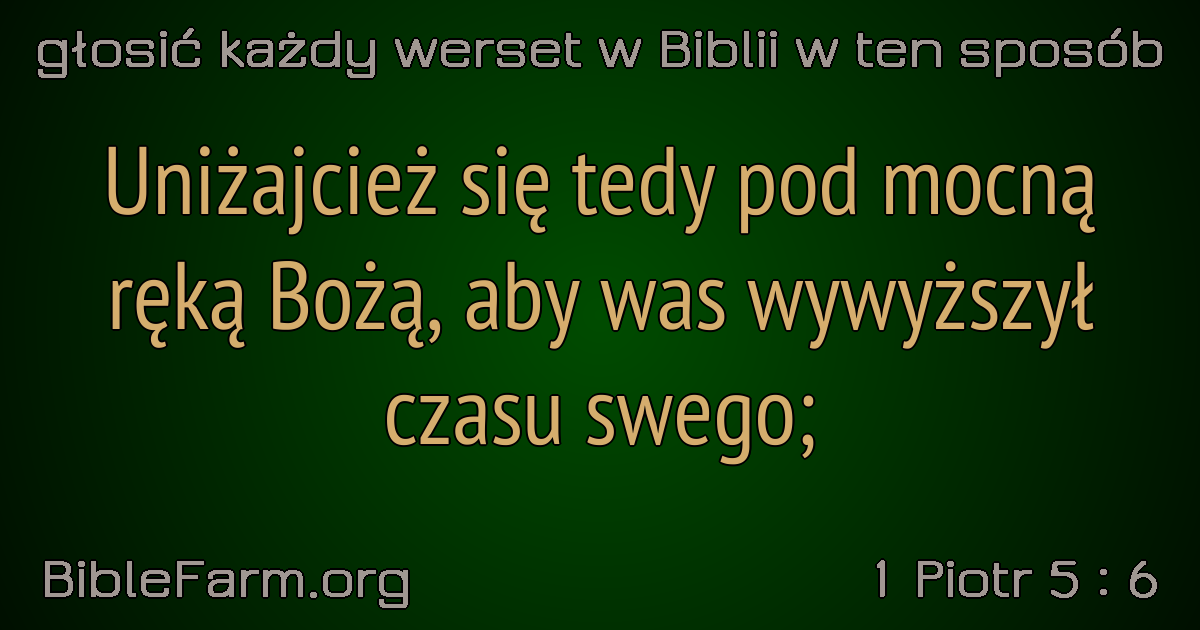 głosić każdy werset w Biblii w ten sposób
Uniżajcież się tedy pod mocną
ręką Bożą, aby was wywyższył
czasu swego;
BibleFarm.org
1 Piotr 5 : 6